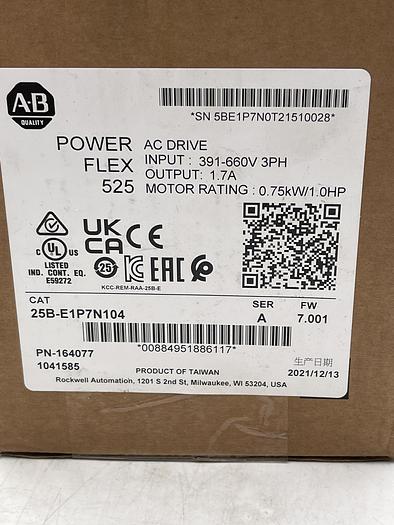 AB
QUALITY
*SN 5BE1P7N0T21510028*
POWER
FLEX
525
AC DRIVE
INPUT : 391-660V 3PH
OUTPUT: 1.7A
MOTOR RATING : 0.75kW/1.0HP
C UL US
LISTED
IND. CONT. EQ.
E59272
UK
CA CE
25
EAC
KCC-REM-RAA-25B-E
CAT
25B-E1P7N104
SER
A
FW
7.001
*00884951886117*
PN-164077
1041585
生产日期
2021/12/13
PRODUCT OF TAIWAN
Rockwell Automation, 1201 S 2nd St, Milwaukee, WI 53204, USA